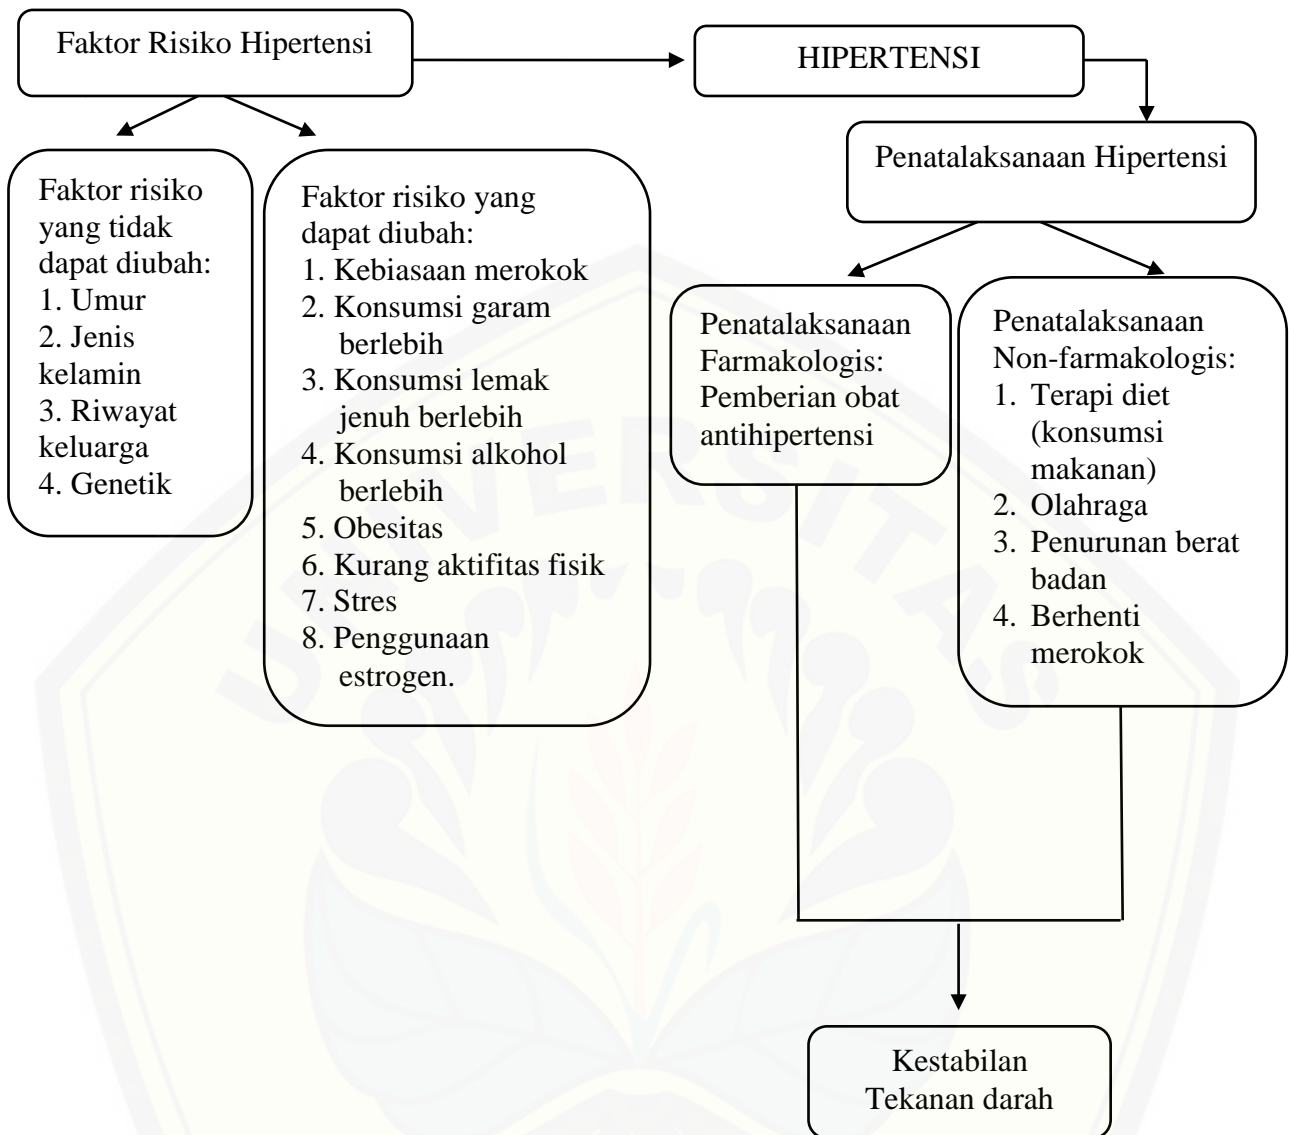 Faktor Risiko Hipertensi
HIPERTENSI
Penatalaksanaan Hipertensi
Faktor risiko
yang tidak
dapat diubah:
1. Umur
2. Jenis
kelamin
3. Riwayat
keluarga
4. Genetik
Faktor risiko yang
dapat diubah:
1. Kebiasaan merokok
2. Konsumsi garam
berlebih
3. Konsumsi lemak
jenuh berlebih
4. Konsumsi alkohol
berlebih
5. Obesitas
6. Kurang aktifitas fisik
7. Stres
8. Penggunaan
estrogen.
Penatalaksanaan
Farmakologis:
Pemberian obat
antihipertensi
Penatalaksanaan
Non-farmakologis:
1. Terapi diet
(konsumsi
makanan)
2. Olahraga
3. Penurunan berat
badan
4. Berhenti
merokok
UNIVERSITAS
Kestabilan
Tekanan darah